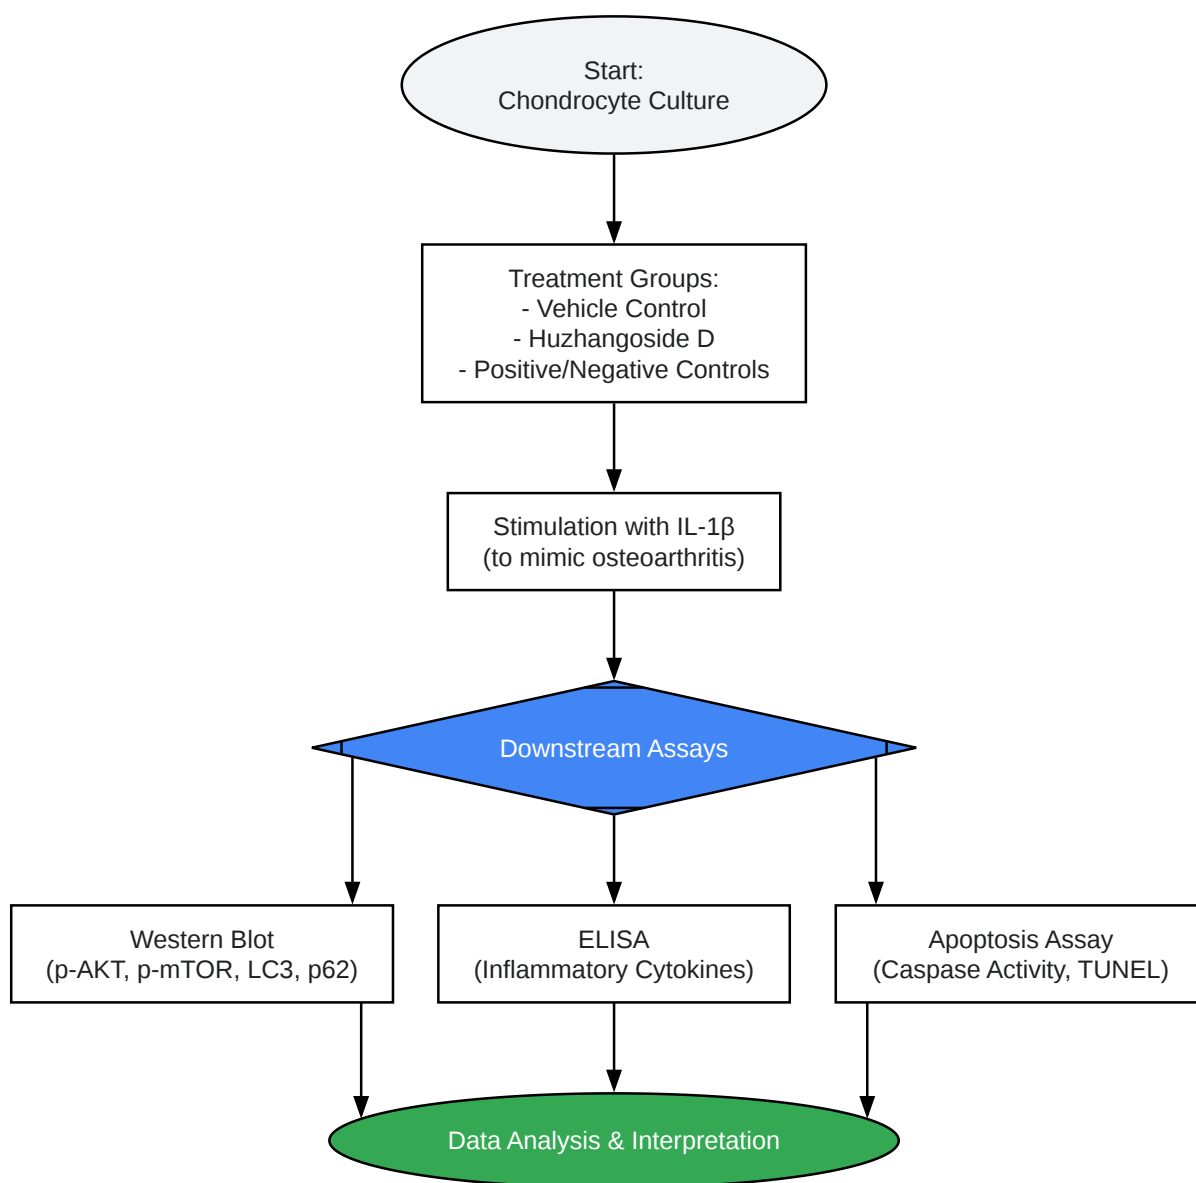 Start:
Chondrocyte Culture
Treatment Groups:
- Vehicle Control
- Huzhangoside D
- Positive/Negative Controls
Stimulation with IL-1β
(to mimic osteoarthritis)
Downstream Assays
Western Blot
(p-AKT, p-mTOR, LC3, p62)
ELISA
(Inflammatory Cytokines)
Apoptosis Assay
(Caspase Activity, TUNEL)
Data Analysis & Interpretation